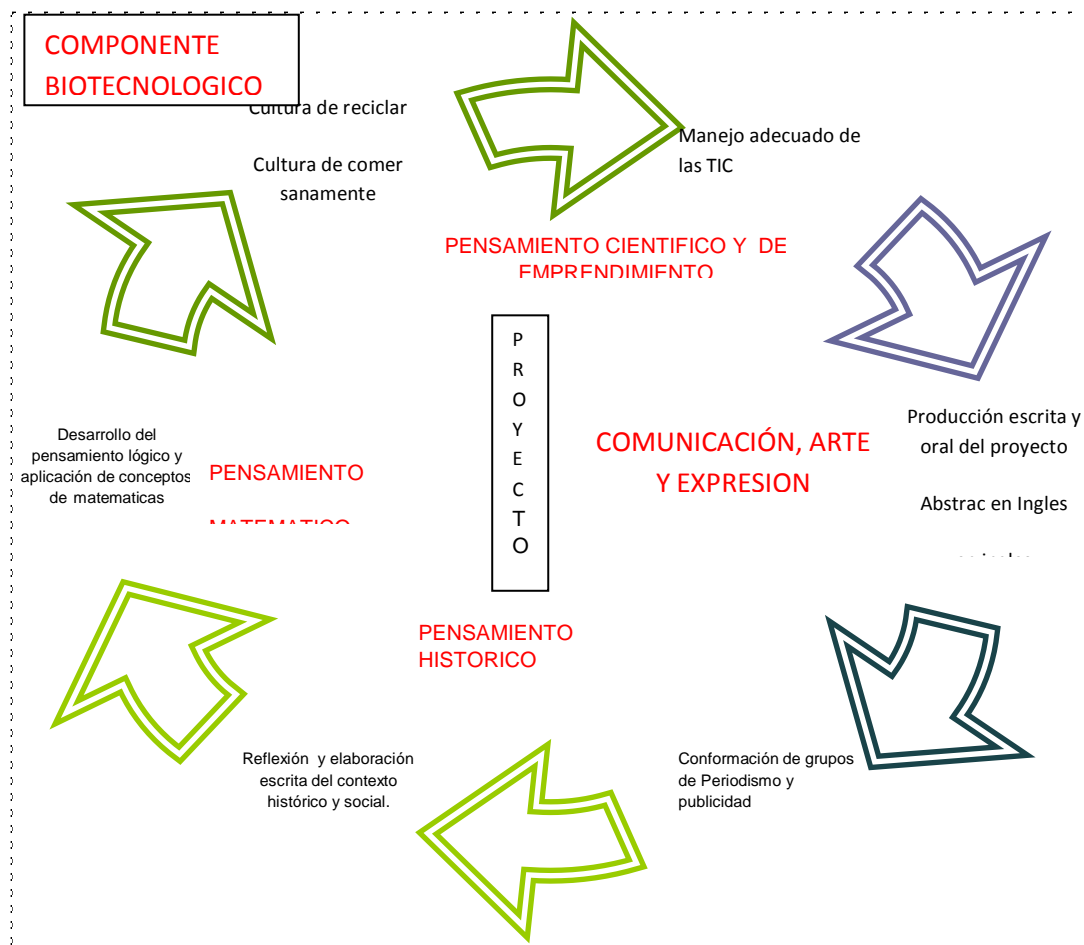 COMPONENTE
BIOTECNOLOGICO
Cultura de reciclar
Cultura de comer
sanamente
Manejo adecuado de
las TIC
PENSAMIENTO CIENTIFICO Y DE
EMPRENDIMIENTO
P
R
O
Y
E
C
T
O
COMUNICACIÓN, ARTE
Y EXPRESION
Producción escrita y
oral del proyecto
Abstrac en Ingles
Desarrollo del
pensamiento lógico y
aplicación de conceptos
de matematicas
PENSAMIENTO
MATEMATICO
PENSAMIENTO
HISTORICO
Reflexión y elaboración
escrita del contexto
histórico y social.
Conformación de grupos
de Periodismo y
publicidad